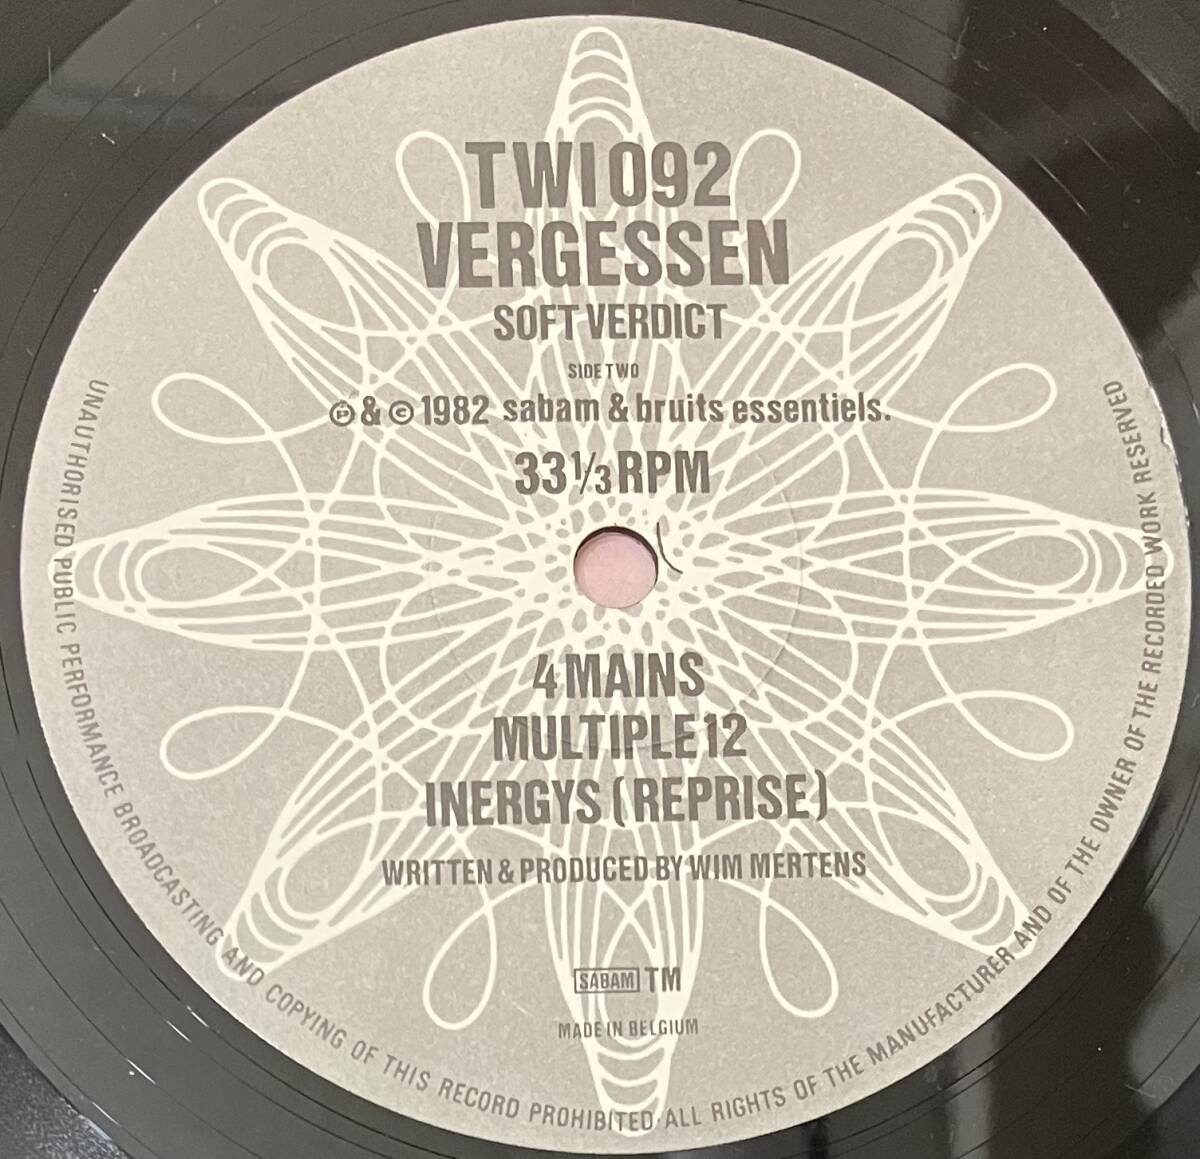 TWI 092
VERGESSEN
SOFT VERDICT
SIDE TWO
℗ & © 1982 sabam & bruits essentiels.
33 1/3 RPM
4 MAINS
MULTIPLE 12
INERGYS (REPRISE)
WRITTEN & PRODUCED BY WIM MERTENS
SABAM TM
MADE IN BELGIUM
UNAUTHORISED PUBLIC PERFORMANCE BROADCASTING AND COPYING OF THIS RECORD PROHIBITED·ALL RIGHTS OF THE MANUFACTURER AND OF THE OWNER OF THE RECORDED WORK RESERVED